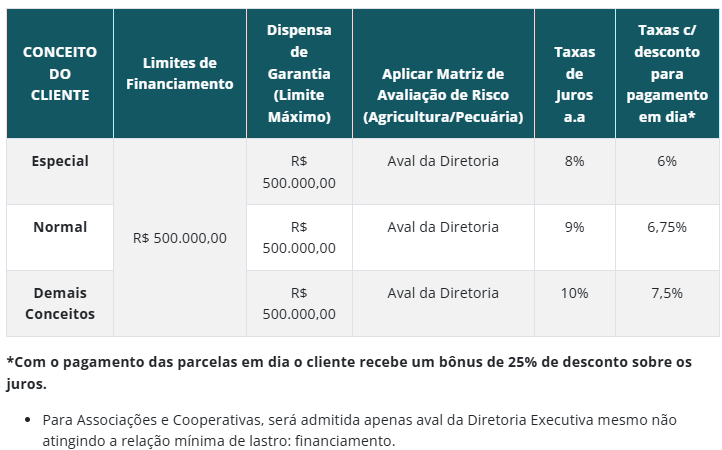 CONCEITO
DO
CLIENTE
Limites de
Financiamento
Dispensa
de
Garantia
(Limite
Máximo)
Aplicar Matriz de
Avaliação de Risco
(Agricultura/Pecuária)
Taxas
de
Juros
a.a
Taxas c/
desconto
para
pagamento
em dia*
Especial
R$ 500.000,00
R$
500.000,00
Aval da Diretoria
8%
6%
Normal
R$
500.000,00
Aval da Diretoria
9%
6,75%
Demais
Conceitos
R$
500.000,00
Aval da Diretoria
10%
7,5%
*Com o pagamento das parcelas em dia o cliente recebe um bônus de 25% de desconto sobre os
juros.
• Para Associações e Cooperativas, será admitida apenas aval da Diretoria Executiva mesmo não
atingindo a relação mínima de lastro: financiamento.